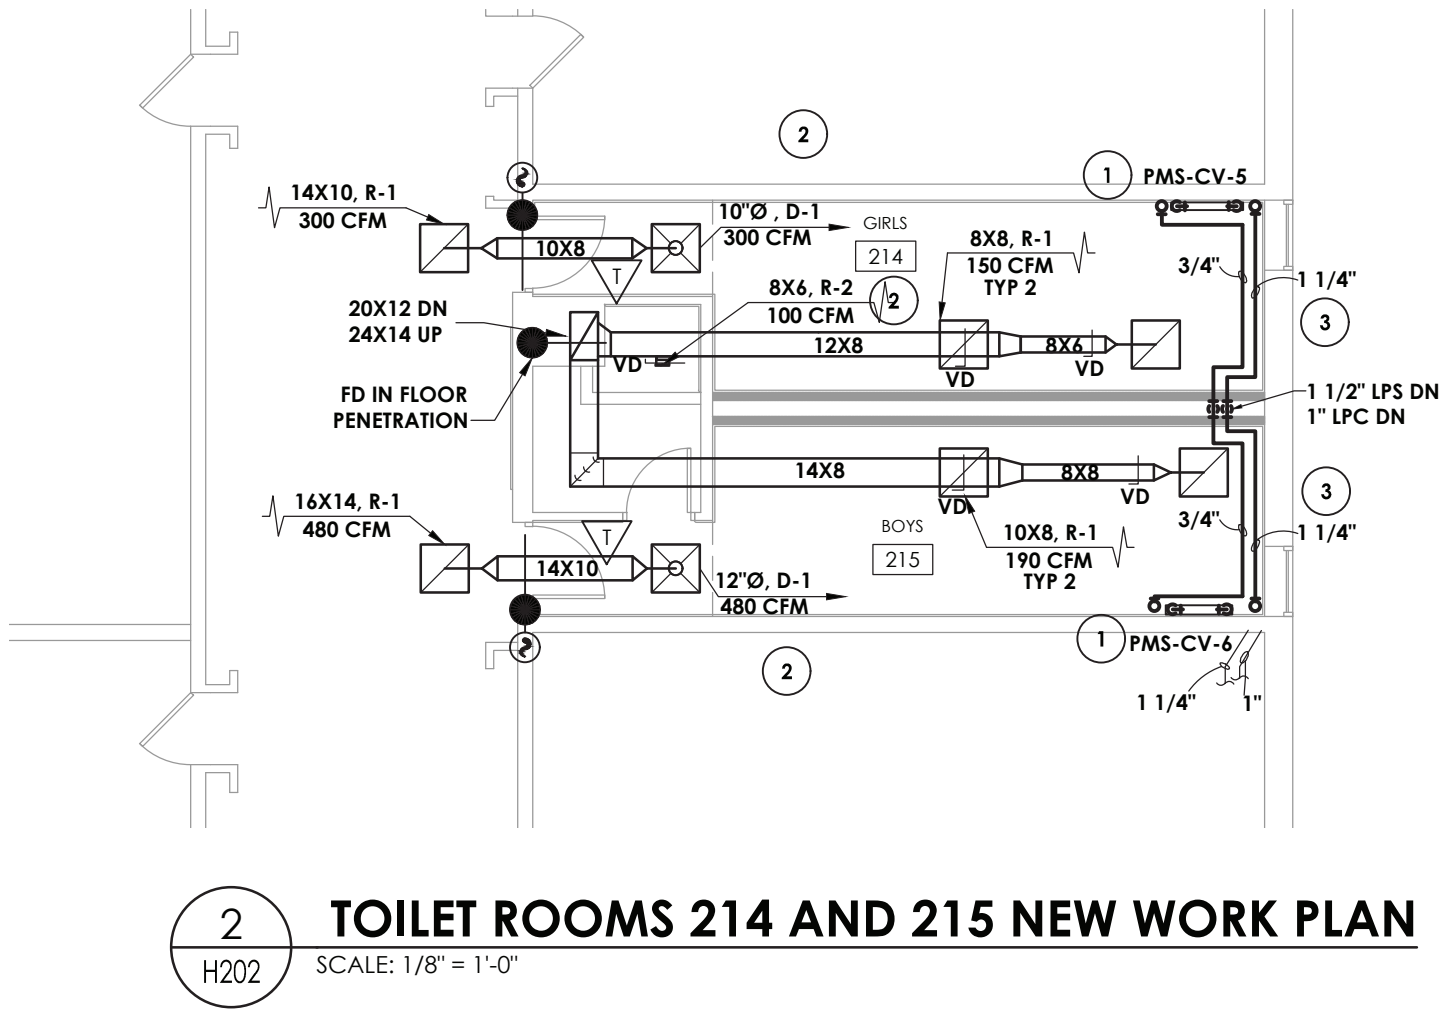 2
1
PMS-CV-5
14X10, R-1
300 CFM
10"Ø , D-1
300 CFM
GIRLS
214
10X8
T
8X8, R-1
150 CFM
TYP 2
3/4"
1 1/4"
20X12 DN
24X14 UP
8X6, R-2
100 CFM
2
3
12X8
8X6
VD
VD
VD
FD IN FLOOR
PENETRATION
1 1/2" LPS DN
1" LPC DN
14X8
8X8
VD
VD
3
16X14, R-1
480 CFM
T
BOYS
215
10X8, R-1
190 CFM
TYP 2
3/4"
1 1/4"
14X10
12"Ø, D-1
480 CFM
1
PMS-CV-6
2
1 1/4"
1"
2
H202
TOILET ROOMS 214 AND 215 NEW WORK PLAN
SCALE: 1/8" = 1'-0"